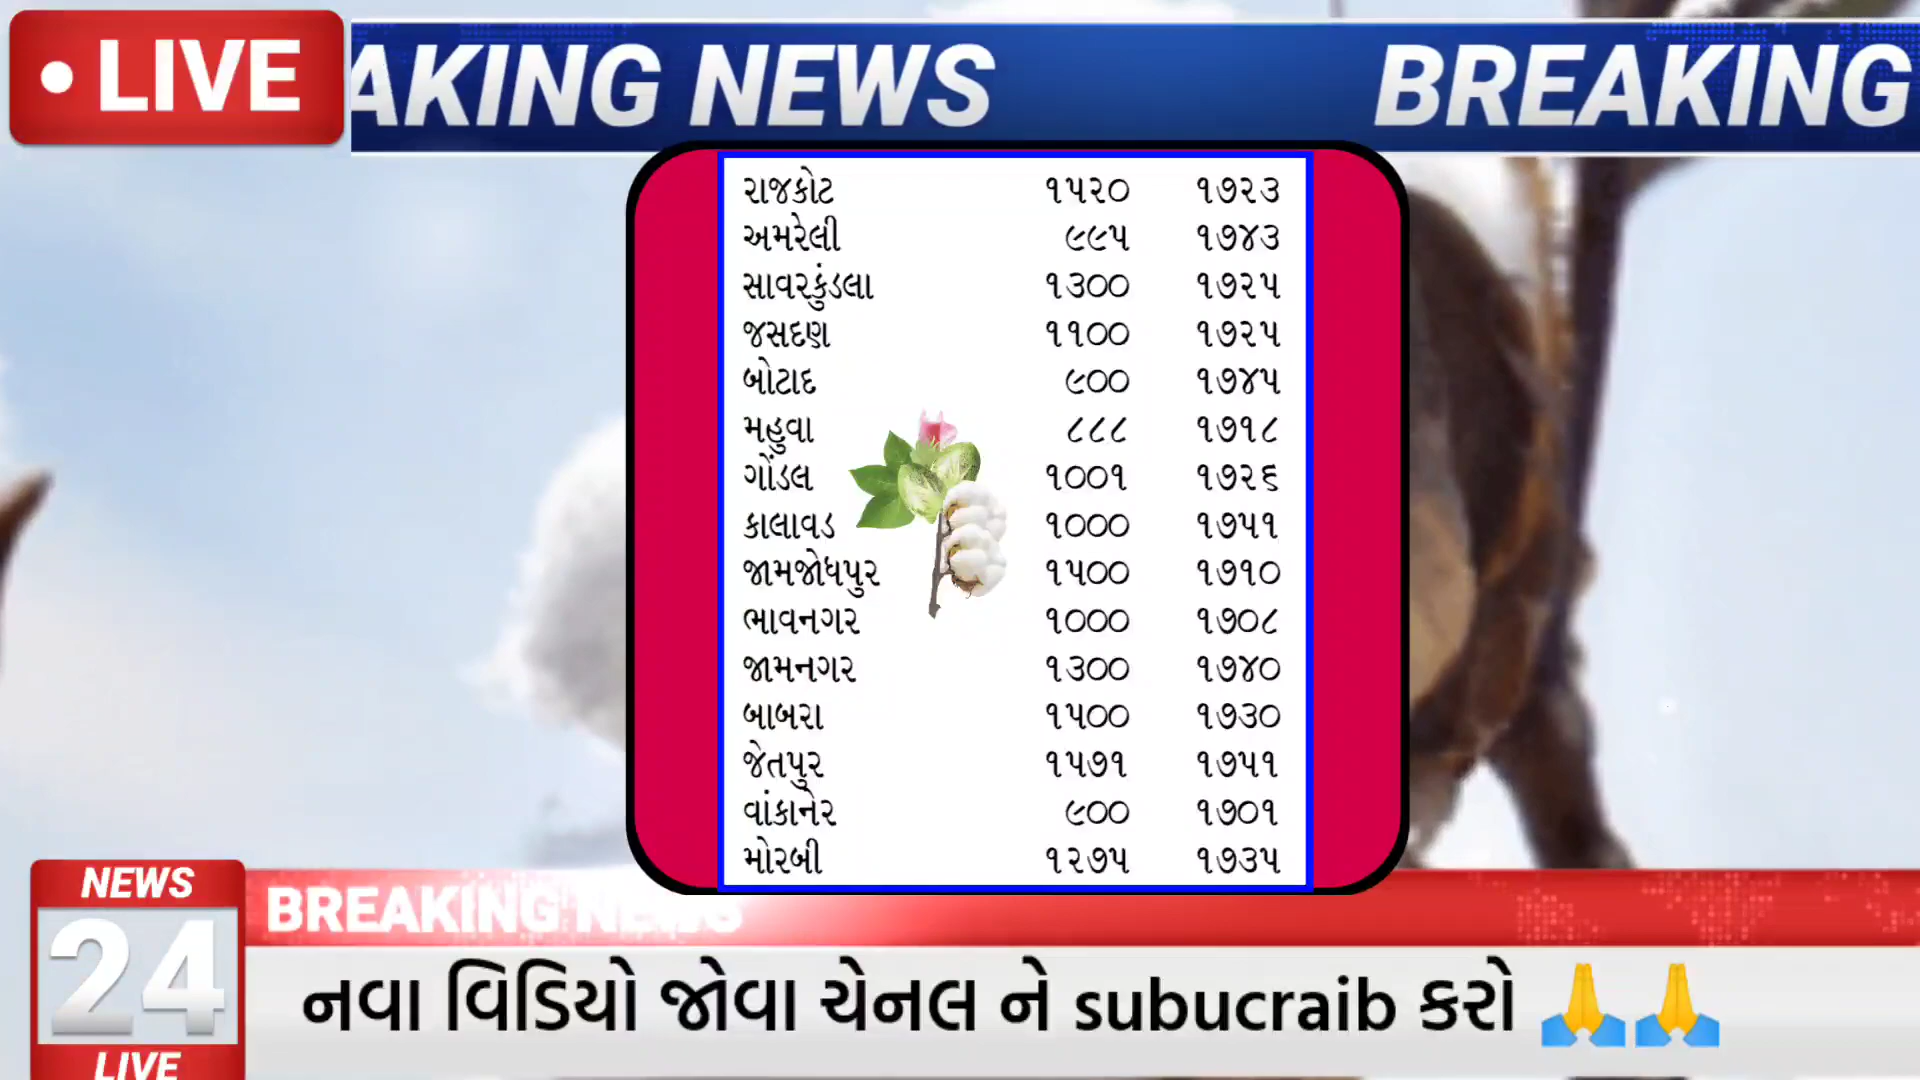 LIVE
AKING NEWS BREAKING
રાજકોટ ૧૫૨૦ ૧૭૨૩
અમરેલી ૯૯૫ ૧૭૪૩
સાવરકુંડલા ૧૩૦૦ ૧૭૨૫
જસદણ ૧૧૦૦ ૧૭૨૫
બોટાદ ૯૦૦ ૧૭૪૫
મહુવા ૮૮૮ ૧૭૧૮
ગોંડલ ૧૦૦૧ ૧૭૨૬
કાલાવડ ૧૦૦૦ ૧૭૫૧
જામજોધપુર ૧૫૦૦ ૧૭૧૦
ભાવનગર ૧૦૦૦ ૧૭૦૮
જામનગર ૧૩૦૦ ૧૭૪૦
બાબરા ૧૫૦૦ ૧૭૩૦
જેતપુર ૧૫૭૧ ૧૭૫૧
વાંકાનેર ૯૦૦ ૧૭૦૧
મોરબી ૧૨૭૫ ૧૭૩૫
NEWS
24
LIVE
BREAKING NEWS
નવા વિડિયો જોવા ચેનલ ને subucraib કરો 🙏🙏